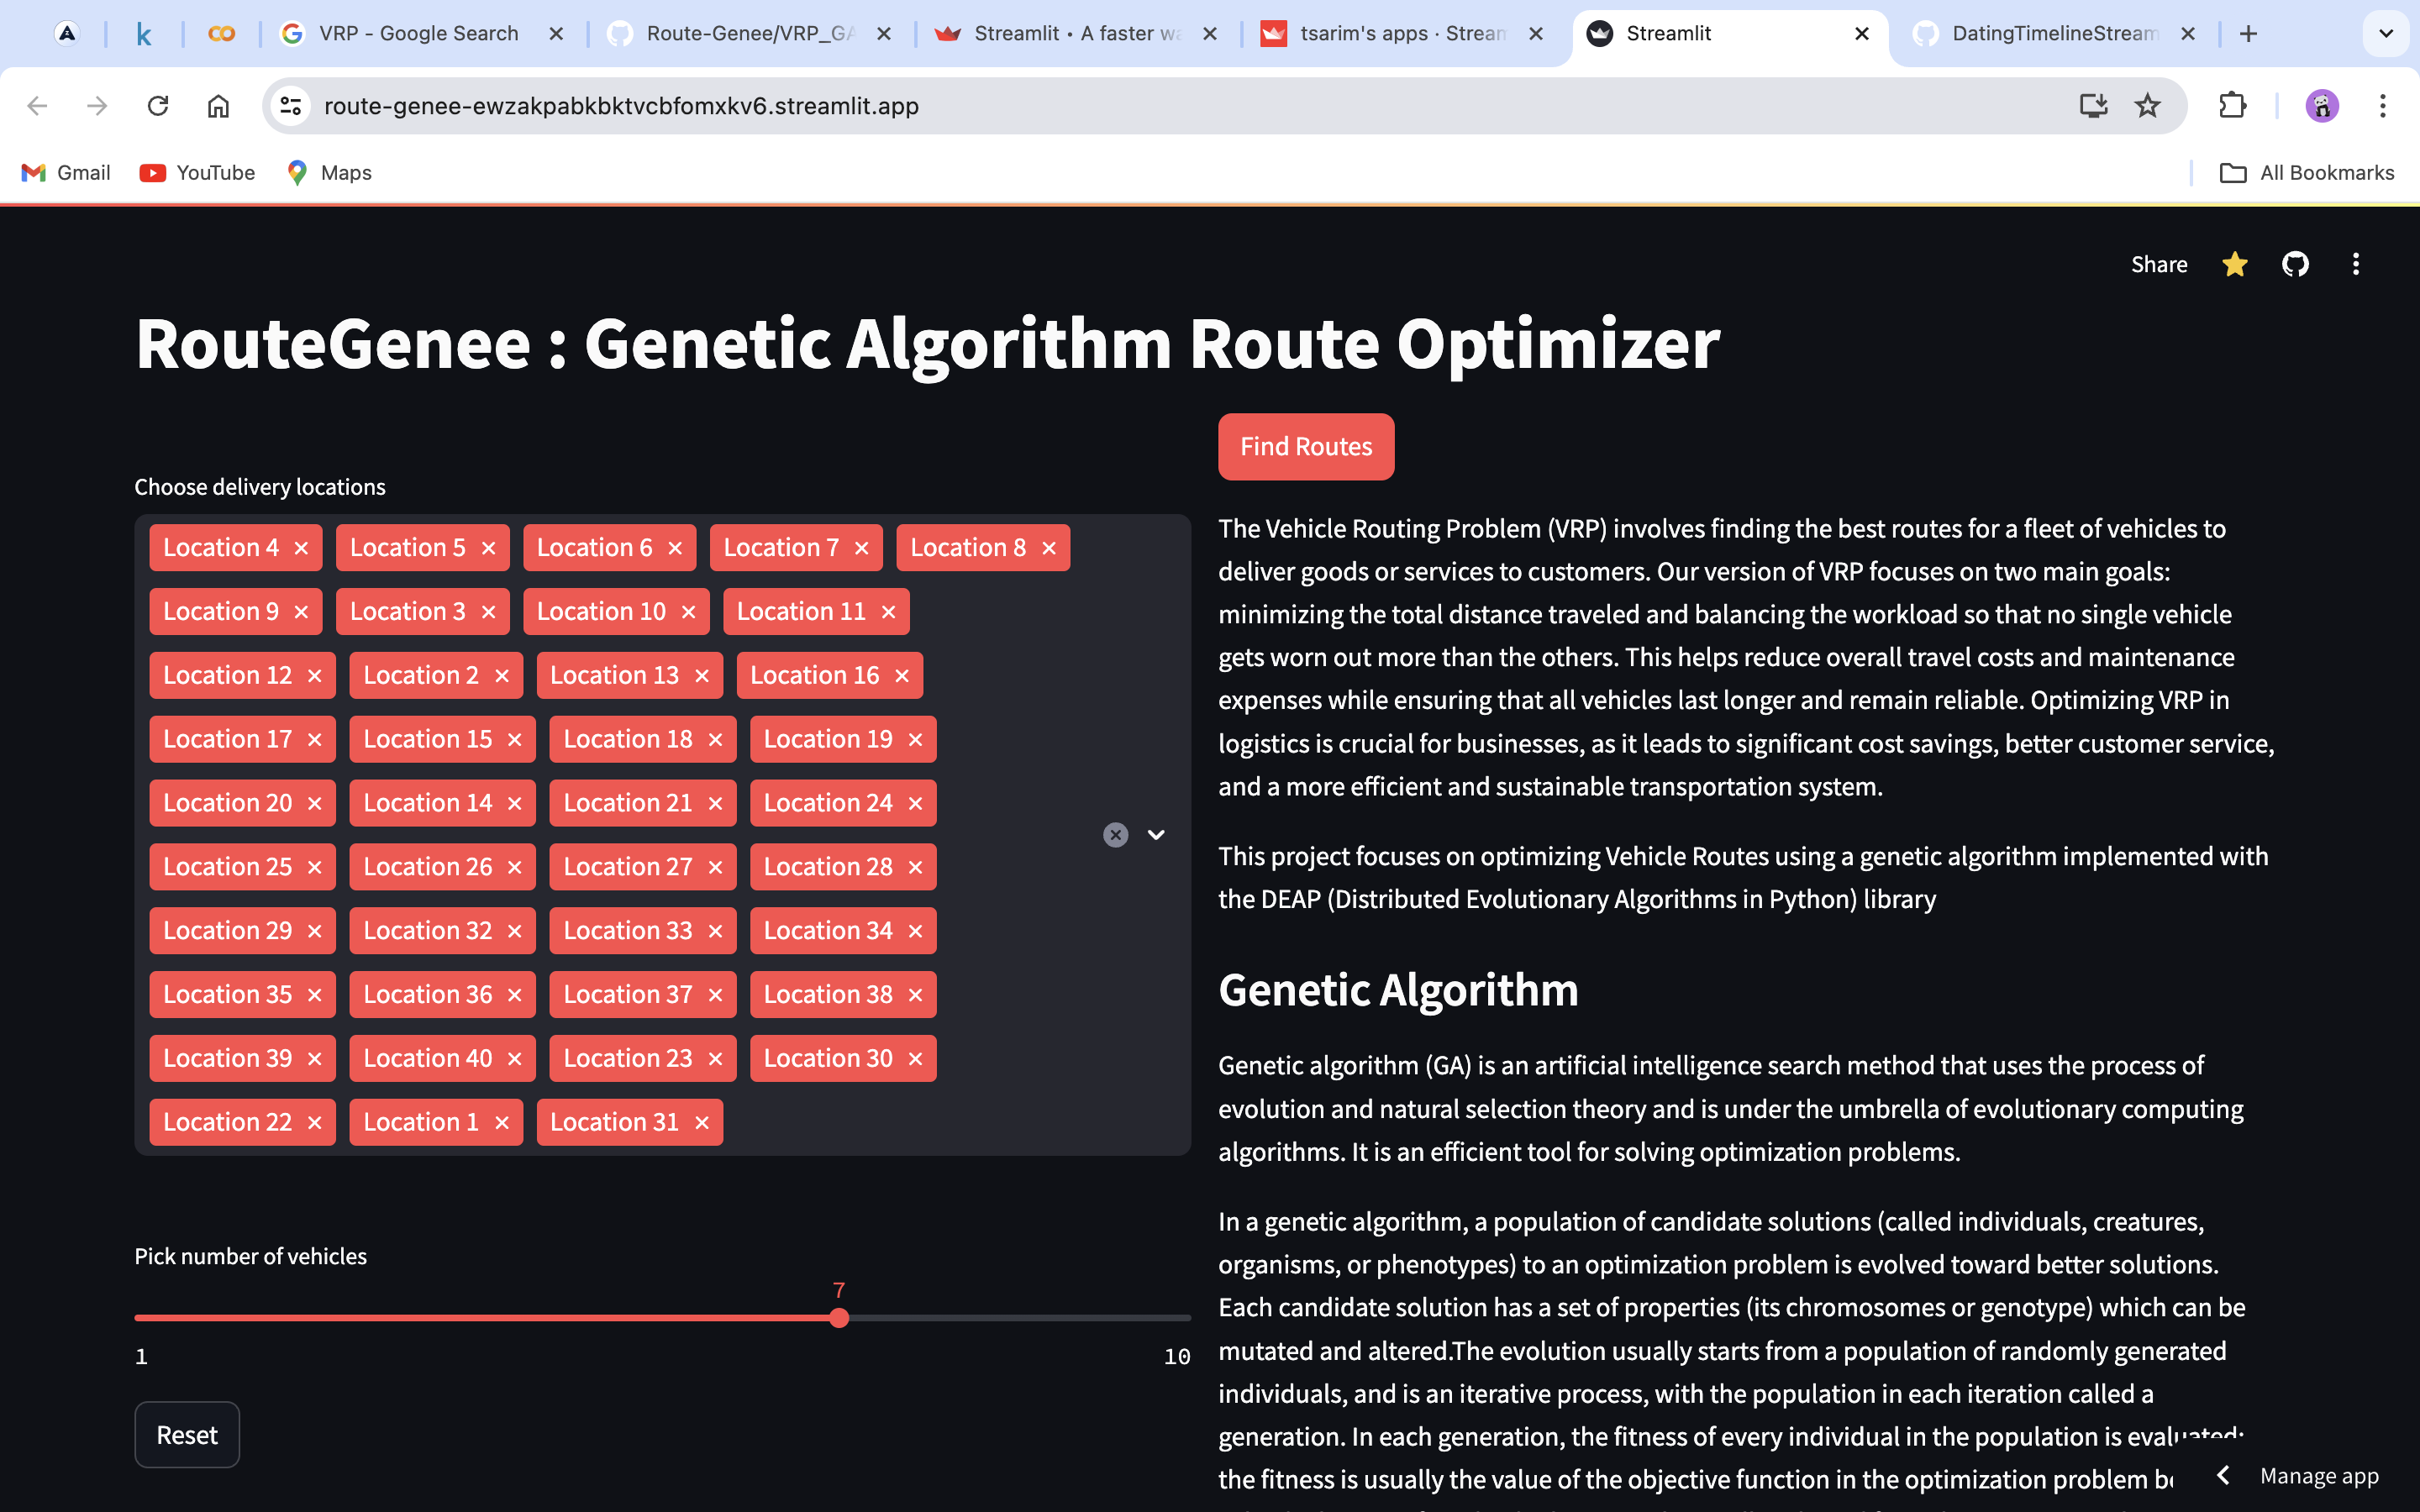 VRP - Google Search
Route-Genee/VRP_GA
Streamlit • A faster wa
tsarim's apps · Stream
Streamlit
DatingTimelineStream
route-genee-ewzakpabkbktvcbfomxkv6.streamlit.app
Gmail
YouTube
Maps
All Bookmarks
Share
RouteGenee : Genetic Algorithm Route Optimizer
Choose delivery locations
Location 4
Location 5
Location 6
Location 7
Location 8
Location 9
Location 3
Location 10
Location 11
Location 12
Location 2
Location 13
Location 16
Location 17
Location 15
Location 18
Location 19
Location 20
Location 14
Location 21
Location 24
Location 25
Location 26
Location 27
Location 28
Location 29
Location 32
Location 33
Location 34
Location 35
Location 36
Location 37
Location 38
Location 39
Location 40
Location 23
Location 30
Location 22
Location 1
Location 31
Pick number of vehicles
7
1
10
Reset
Find Routes
The Vehicle Routing Problem (VRP) involves finding the best routes for a fleet of vehicles to
deliver goods or services to customers. Our version of VRP focuses on two main goals:
minimizing the total distance traveled and balancing the workload so that no single vehicle
gets worn out more than the others. This helps reduce overall travel costs and maintenance
expenses while ensuring that all vehicles last longer and remain reliable. Optimizing VRP in
logistics is crucial for businesses, as it leads to significant cost savings, better customer service,
and a more efficient and sustainable transportation system.
This project focuses on optimizing Vehicle Routes using a genetic algorithm implemented with
the DEAP (Distributed Evolutionary Algorithms in Python) library
Genetic Algorithm
Genetic algorithm (GA) is an artificial intelligence search method that uses the process of
evolution and natural selection theory and is under the umbrella of evolutionary computing
algorithms. It is an efficient tool for solving optimization problems.
In a genetic algorithm, a population of candidate solutions (called individuals, creatures,
organisms, or phenotypes) to an optimization problem is evolved toward better solutions.
Each candidate solution has a set of properties (its chromosomes or genotype) which can be
mutated and altered.The evolution usually starts from a population of randomly generated
individuals, and is an iterative process, with the population in each iteration called a
generation. In each generation, the fitness of every individual in the population is evaluated;
the fitness is usually the value of the objective function in the optimization problem
Manage app